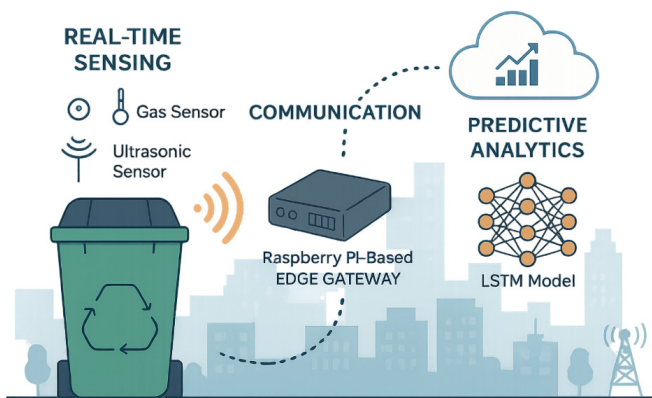 REAL-TIME
SENSING
Gas Sensor
Ultrasonic
Sensor
COMMUNICATION
Raspberry PI-Based
EDGE GATEWAY
PREDICTIVE
ANALYTICS
LSTM Model